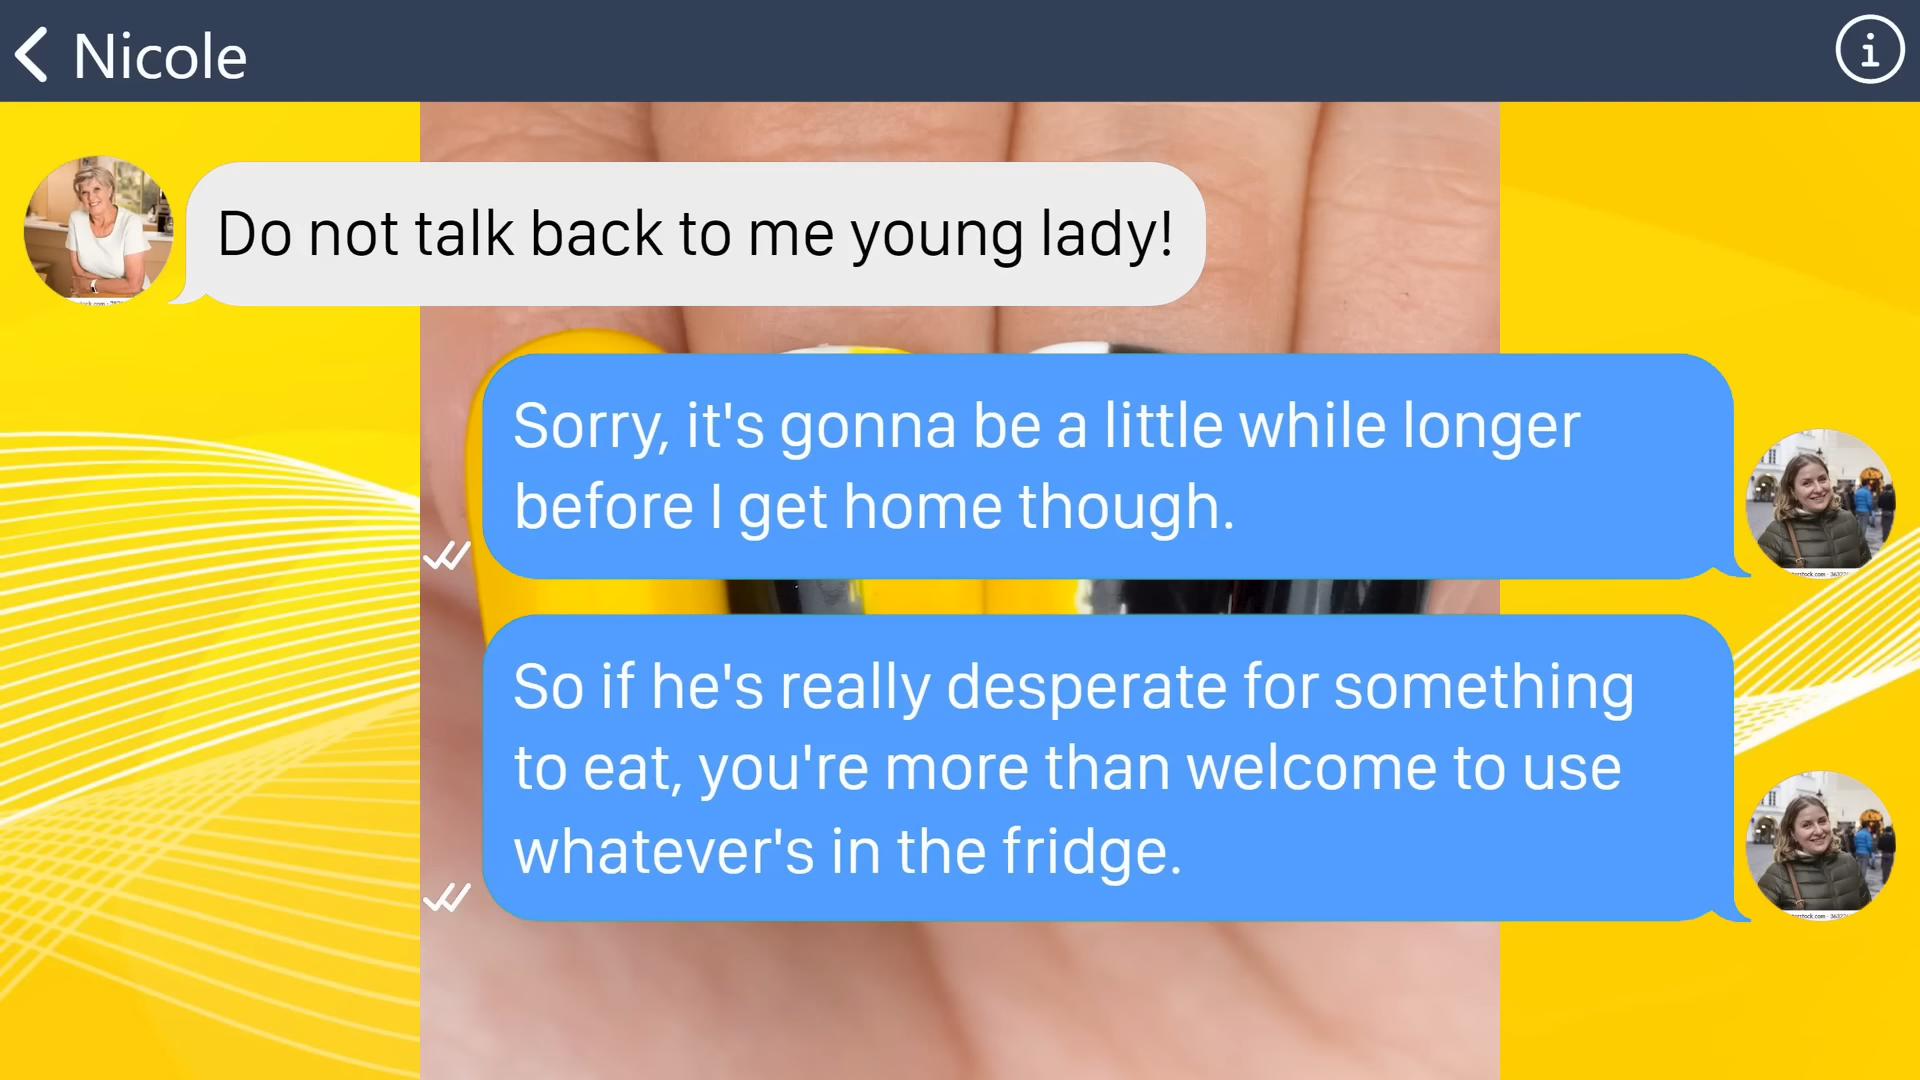 Nicole
Do not talk back to me young lady!
Sorry, it's gonna be a little while longer
before I get home though.
So if he's really desperate for something
to eat, you're more than welcome to use
whatever's in the fridge.